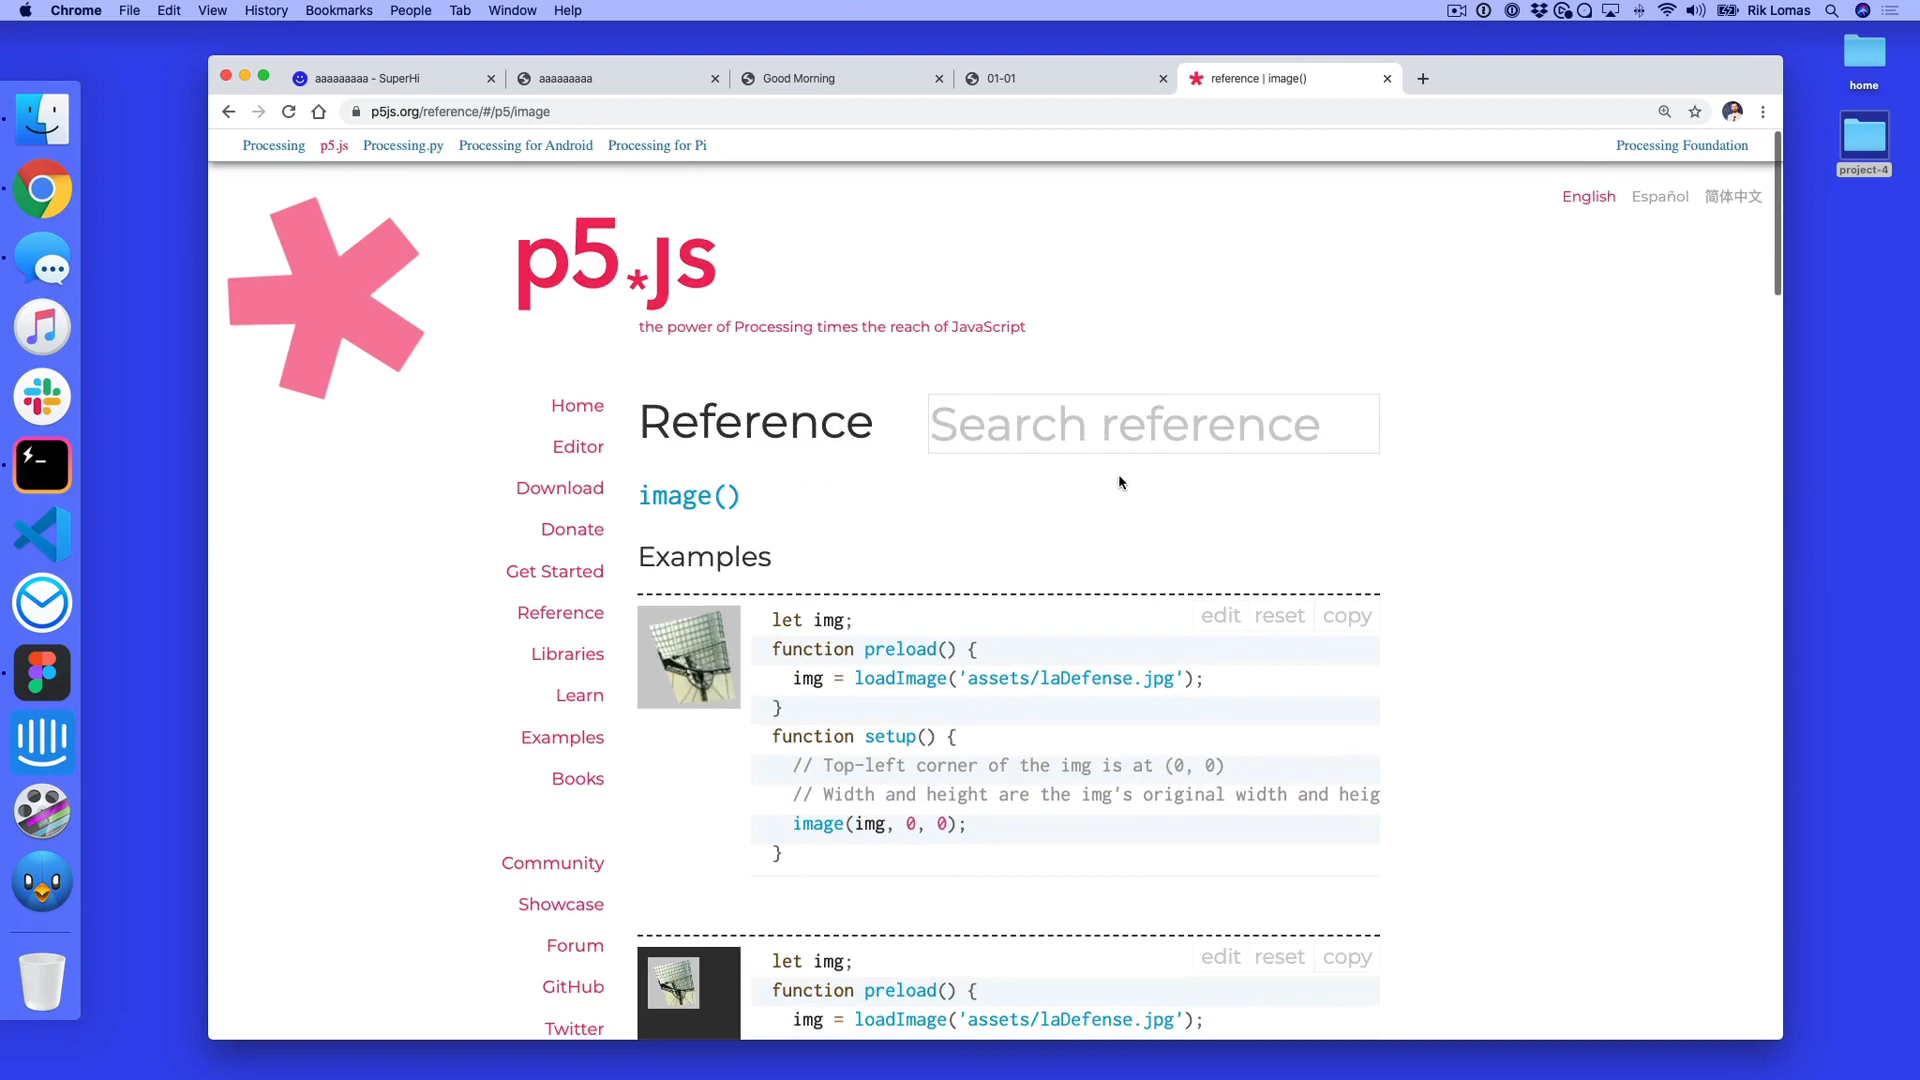 Chrome File Edit View History Bookmarks People Tab Window Help
Rik Lomas
home
project-4
aaaaaaaaa - SuperHi
aaaaaaaaa
Good Morning
01-01
reference | image()
p5js.org/reference/#/p5/image
Processing p5.js Processing.py Processing for Android Processing for Pi
Processing Foundation
English Español 简体中文
p5*js
the power of Processing times the reach of JavaScript
Home
Editor
Download
Donate
Get Started
Reference
Libraries
Learn
Examples
Books
Community
Showcase
Forum
GitHub
Twitter
Reference
Search reference
image()
Examples
edit reset copy
let img;
function preload() {
img = loadImage('assets/laDefense.jpg');
}
function setup() {
// Top-left corner of the img is at (0, 0)
// Width and height are the img's original width and heig
image(img, 0, 0);
}
edit reset copy
let img;
function preload() {
img = loadImage('assets/laDefense.jpg');